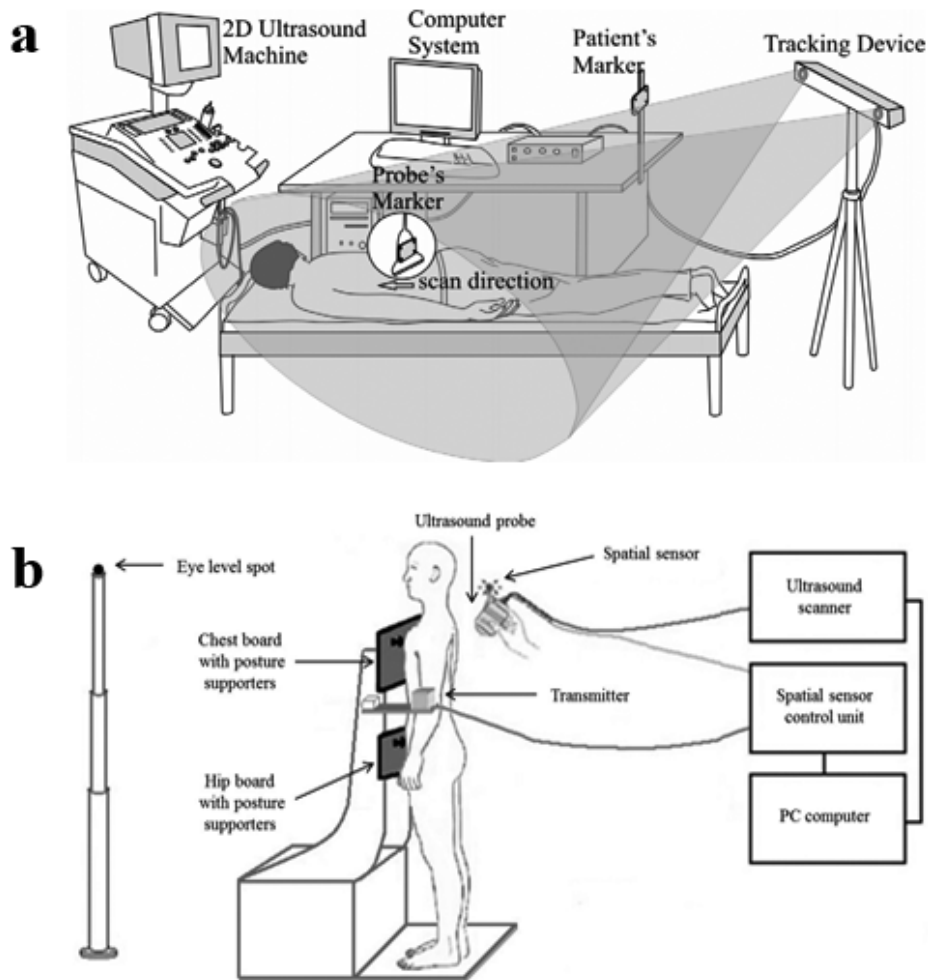 a
2D Ultrasound
Machine
Computer
System
Patient's
Marker
Tracking Device
Probe's
Marker
scan direction
b
Ultrasound probe
Eye level spot
Spatial sensor
Ultrasound
scanner
Chest board
with posture
supporters
Transmitter
Spatial sensor
control unit
Hip board
with posture
supporters
PC computer